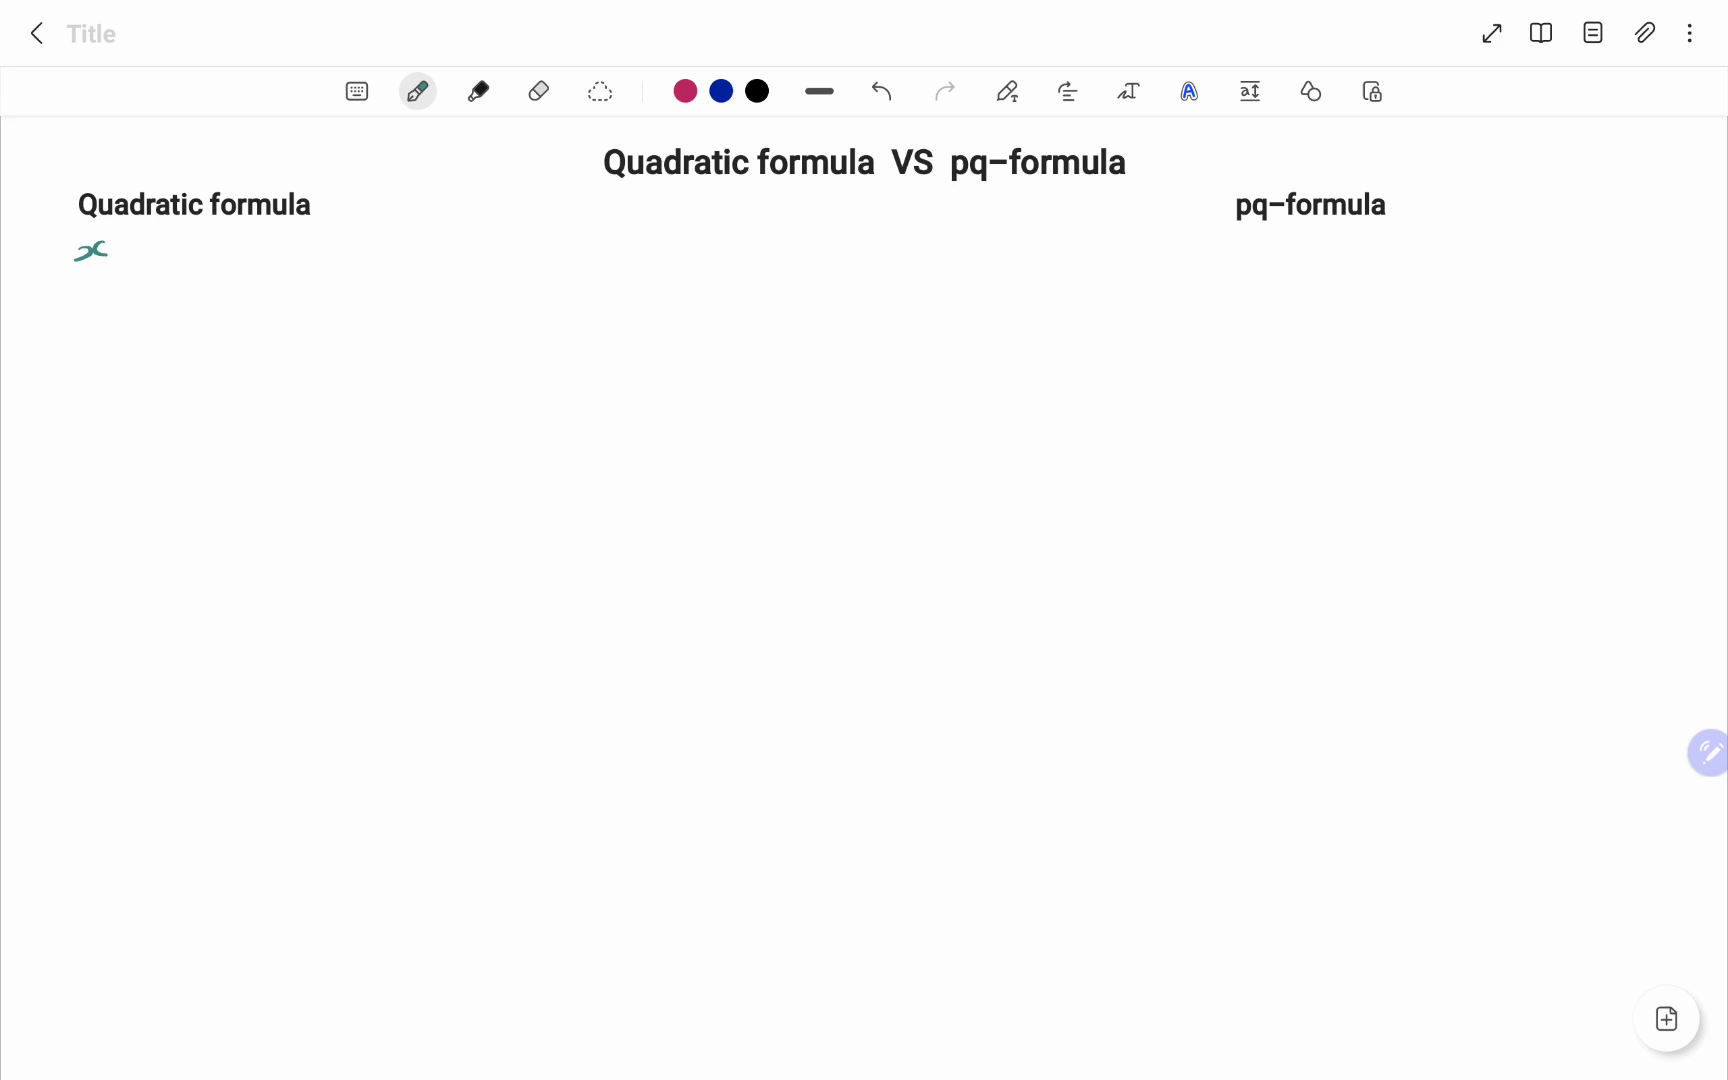 Title
Quadratic formula VS pq-formula
Quadratic formula
pq-formula
x